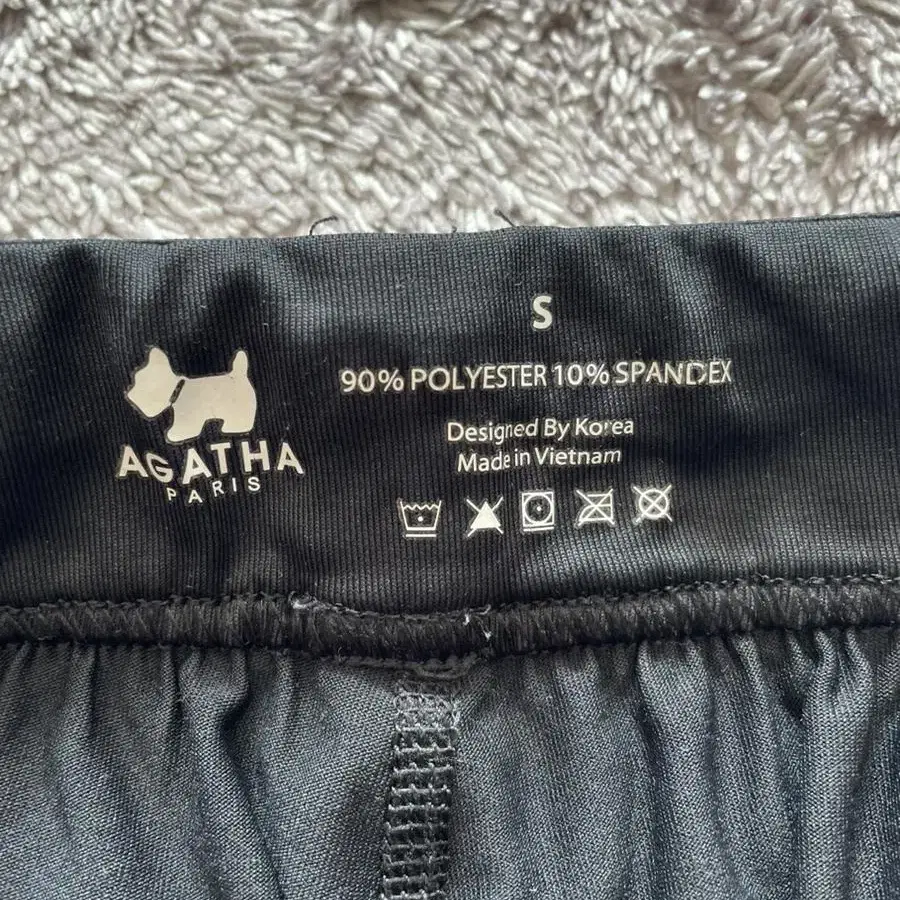 S
90% POLYESTER 10% SPANDEX
AGATHA
PARIS
Designed By Korea
Made in Vietnam